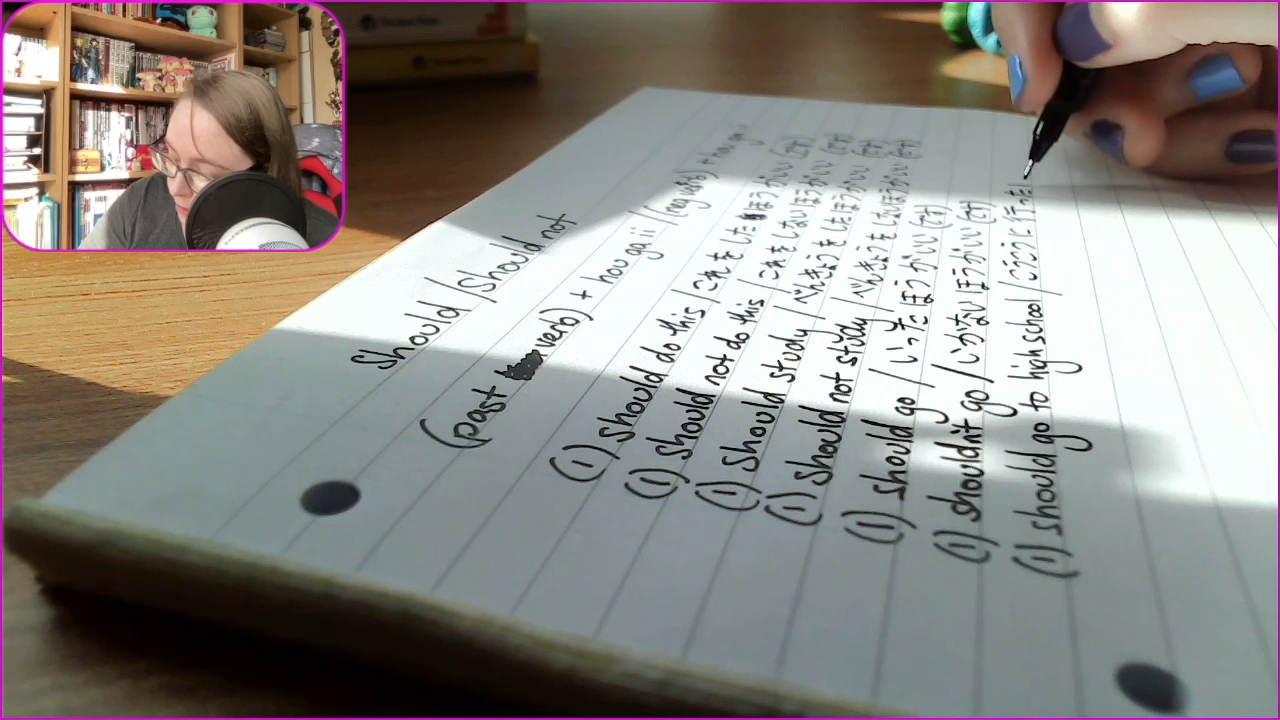 Should / Should not
(past verb) + hou ga ii / (negative) + hou ga ii
(I) should do this / これをしたほうがいい (です)
(I) should not do this / これをしないほうがいい (です)
(I) should study / べんきょうをしたほうがいい (です)
(I) should not study / べんきょうをしないほうがいい (です)
(I) should go / いったほうがいい (です)
(I) shouldn't go / いかないほうがいい (です)
(I) should go to high school / こうこうに行った